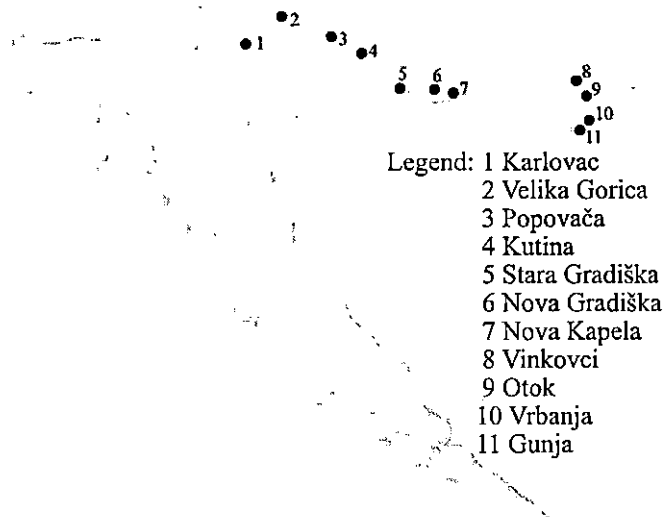 2
1
3
4
5
6
7
8
9
10
11
Legend: 1 Karlovac
2 Velika Gorica
3 Popovača
4 Kutina
5 Stara Gradiška
6 Nova Gradiška
7 Nova Kapela
8 Vinkovci
9 Otok
10 Vrbanja
11 Gunja